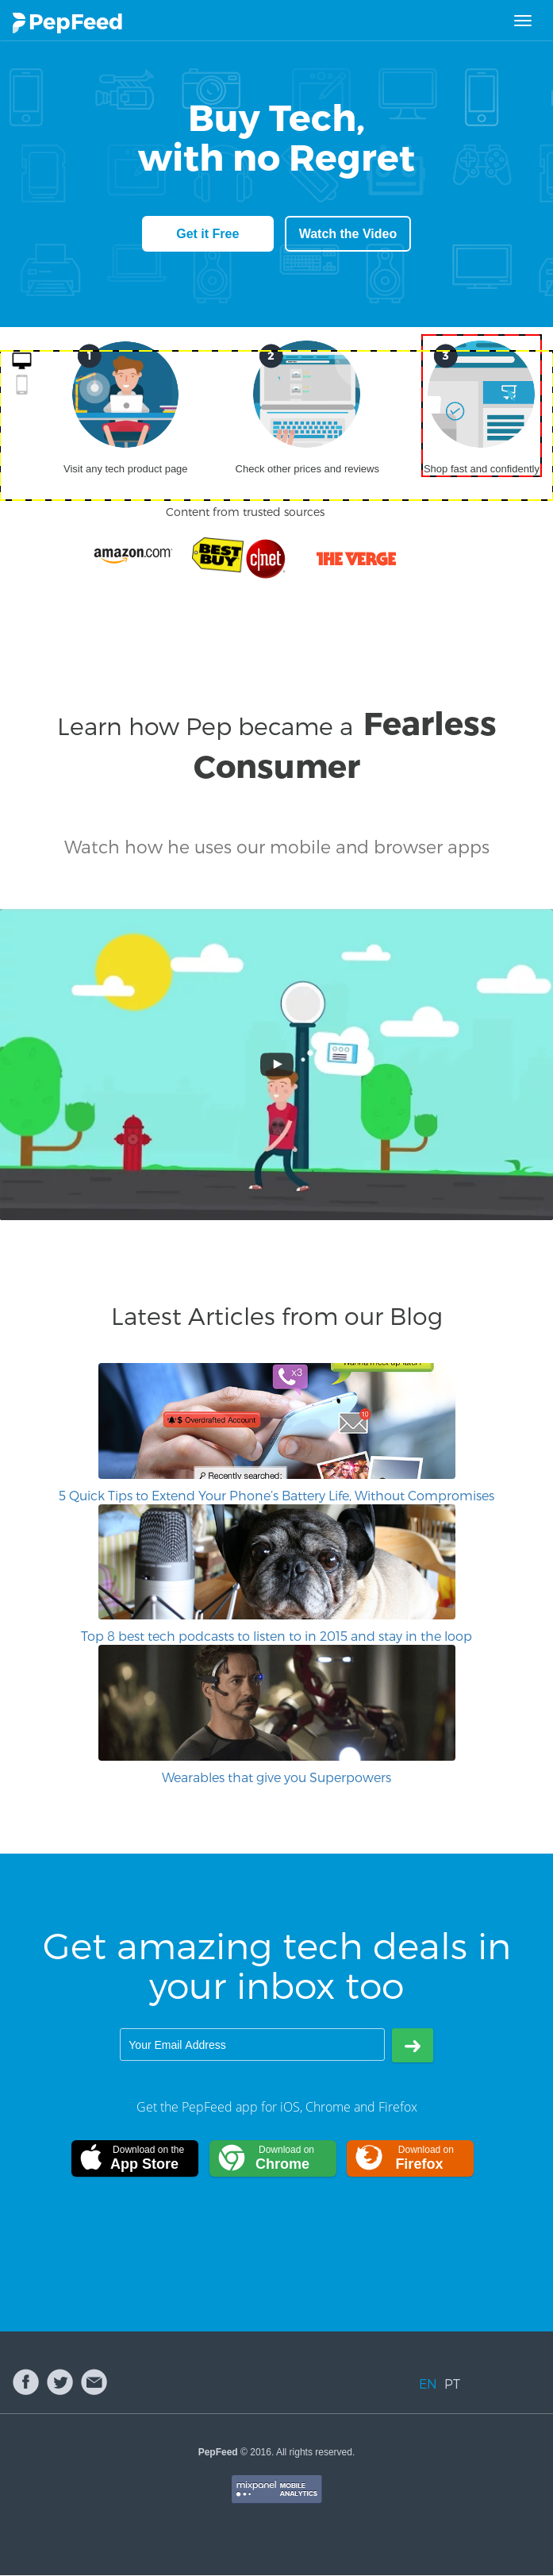 PepFeed
Buy Tech,
with no Regret
Get it Free
Watch the Video
1
2
3
Visit any tech product page
Check other prices and reviews
Shop fast and confidently
Content from trusted sources
amazon.com
BEST BUY
c|net
THE VERGE
Learn how Pep became a Fearless
Consumer
Watch how he uses our mobile and browser apps
Latest Articles from our Blog
x3
Overdrafted Account
10
Recently searched:
5 Quick Tips to Extend Your Phone's Battery Life, Without Compromises
Top 8 best tech podcasts to listen to in 2015 and stay in the loop
Wearables that give you Superpowers
Get amazing tech deals in
your inbox too
Your Email Address
Get the PepFeed app for iOS, Chrome and Firefox
Download on the
App Store
Download on
Chrome
Download on
Firefox
EN PT
PepFeed © 2016. All rights reserved.
mixpanel MOBILE
ANALYTICS